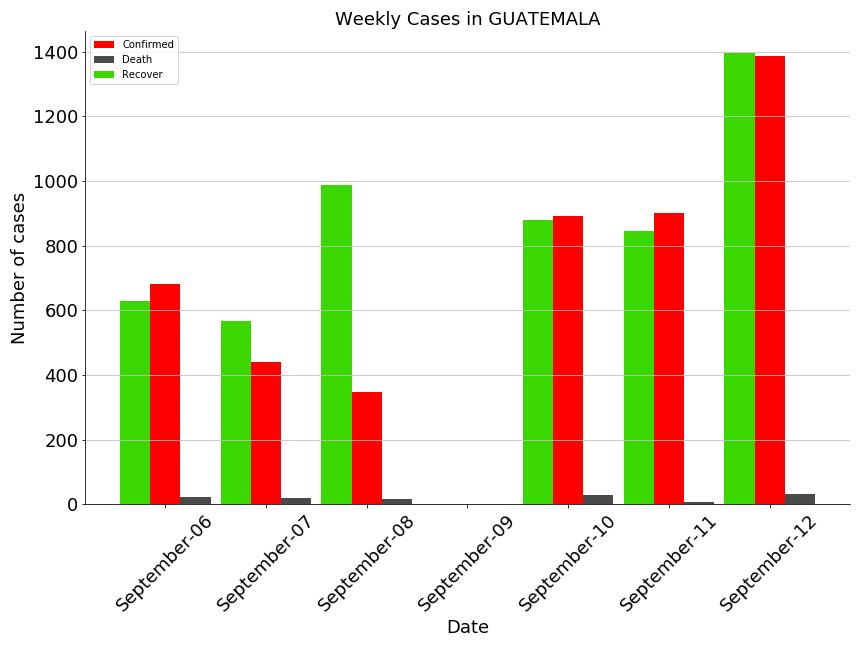 Weekly Cases in GUATEMALA
Confirmed
Death
Recover
Number of cases
1400
1200
1000
800
600
400
200
0
September-06
September-07
September-08
September-09
September-10
September-11
September-12
Date